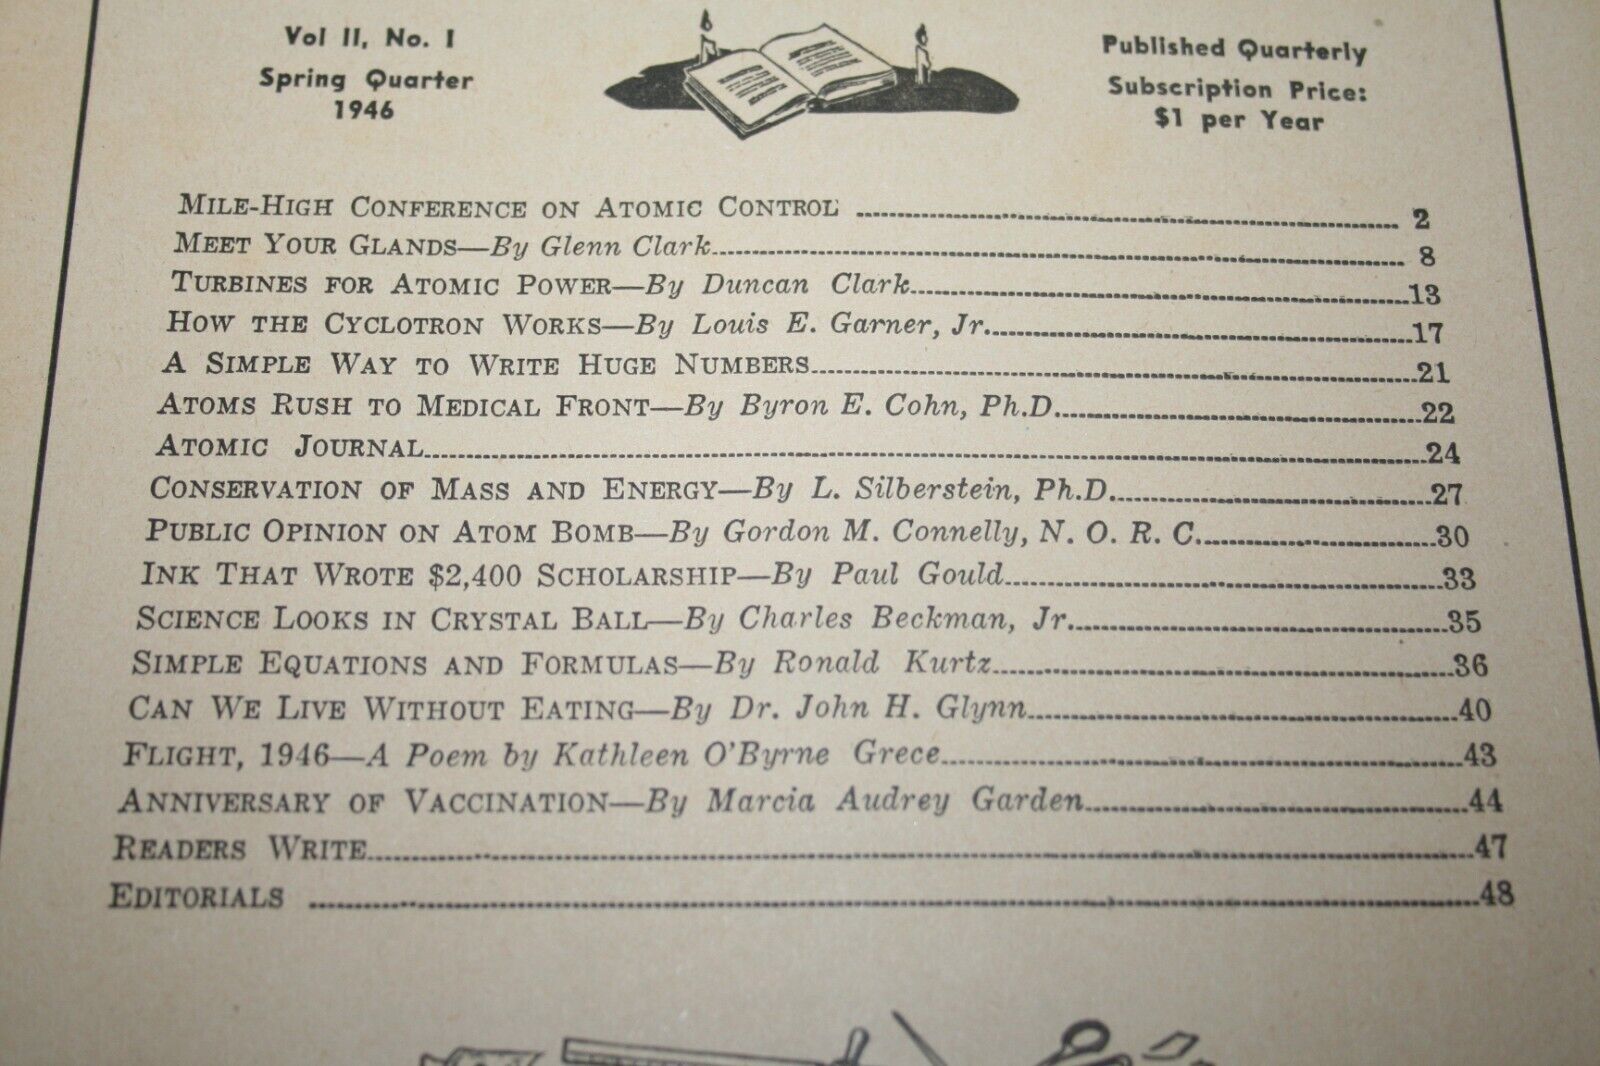 Vol II, No. I
Spring Quarter
1946
Published Quarterly
Subscription Price:
$1 per Year
MILE-HIGH CONFERENCE ON ATOMIC CONTROL 2
MEET YOUR GLANDS—By Glenn Clark 8
TURBINES FOR ATOMIC POWER—By Duncan Clark 13
HOW THE CYCLOTRON WORKS—By Louis E. Garner, Jr. 17
A SIMPLE WAY TO WRITE HUGE NUMBERS 21
ATOMS RUSH TO MEDICAL FRONT—By Byron E. Cohn, Ph.D. 22
ATOMIC JOURNAL 24
CONSERVATION OF MASS AND ENERGY—By L. Silberstein, Ph.D. 27
PUBLIC OPINION ON ATOM BOMB—By Gordon M. Connelly, N. O. R. C. 30
INK THAT WROTE $2,400 SCHOLARSHIP—By Paul Gould 33
SCIENCE LOOKS IN CRYSTAL BALL—By Charles Beckman, Jr. 35
SIMPLE EQUATIONS AND FORMULAS—By Ronald Kurtz 36
CAN WE LIVE WITHOUT EATING—By Dr. John H. Glynn 40
FLIGHT, 1946—A Poem by Kathleen O'Byrne Grece 43
ANNIVERSARY OF VACCINATION—By Marcia Audrey Garden 44
READERS WRITE 47
EDITORIALS 48